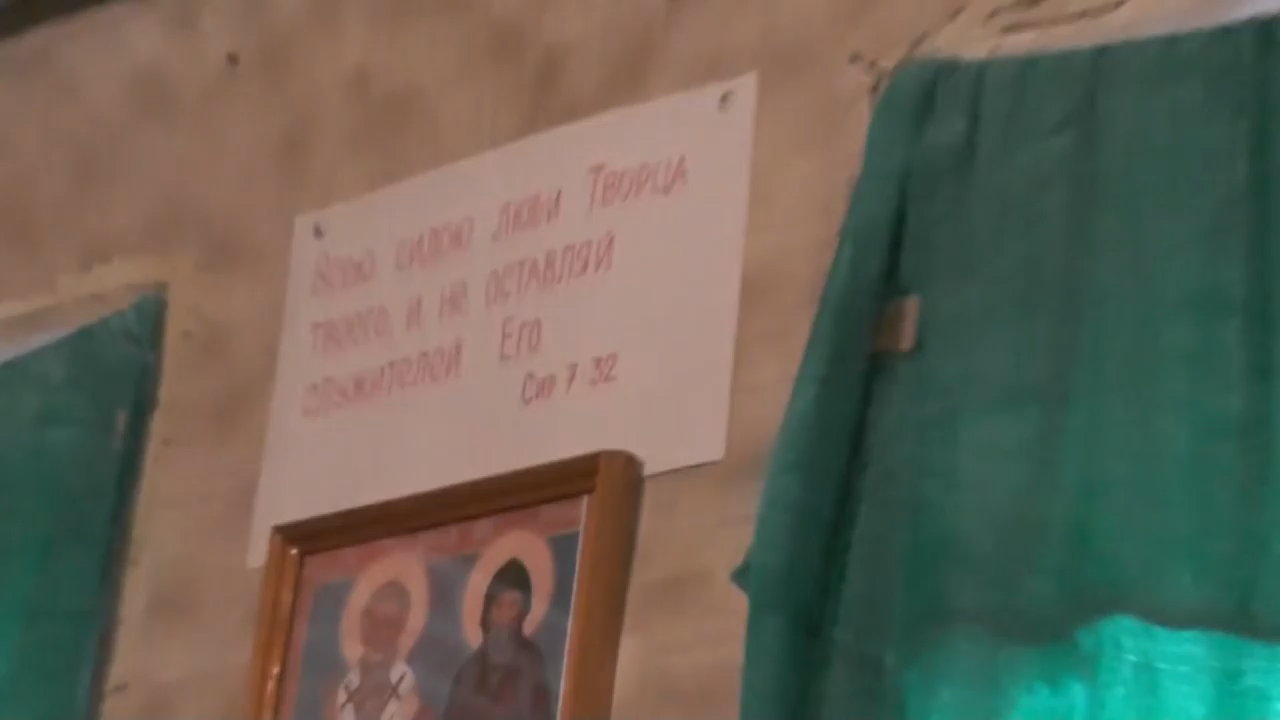 Всею силою люби Творца
твоего, и не оставляй
служителей Его
Сир 7:32